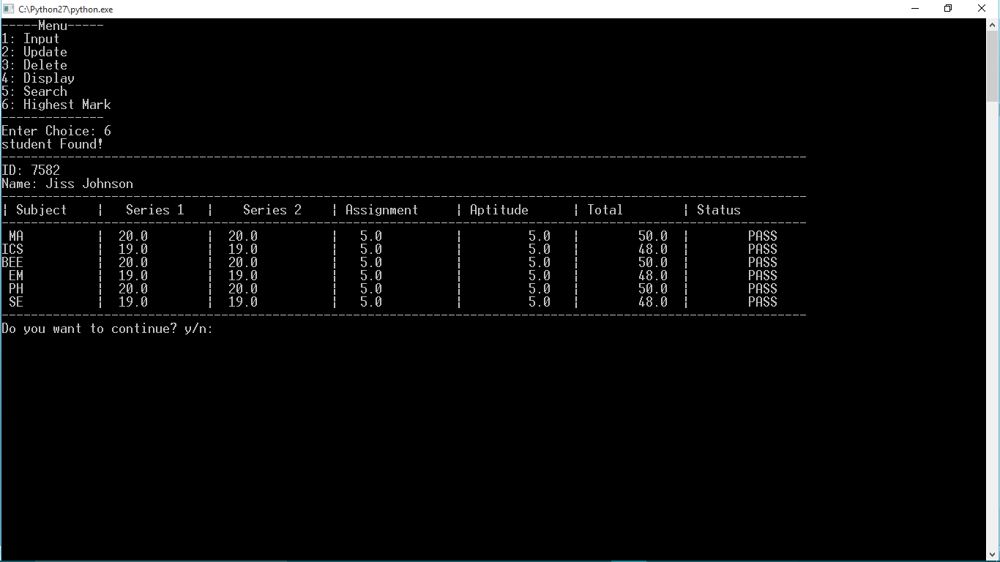 C:\Python27\python.exe
-----Menu-----
1: Input
2: Update
3: Delete
4: Display
5: Search
6: Highest Mark
--------------
Enter Choice: 6
student Found!
--------------------------------------------------------------------------------------------------------------
ID: 7582
Name: Jiss Johnson
--------------------------------------------------------------------------------------------------------------
| Subject    |   Series 1   |    Series 2    | Assignment     | Aptitude      | Total        | Status
--------------------------------------------------------------------------------------------------------------
 MA          |  20.0        |  20.0          |   5.0          |         5.0   |        50.0  |        PASS
ICS          |  19.0        |  19.0          |   5.0          |         5.0   |        48.0  |        PASS
BEE          |  20.0        |  20.0          |   5.0          |         5.0   |        50.0  |        PASS
 EM          |  19.0        |  19.0          |   5.0          |         5.0   |        48.0  |        PASS
 PH          |  20.0        |  20.0          |   5.0          |         5.0   |        50.0  |        PASS
 SE          |  19.0        |  19.0          |   5.0          |         5.0   |        48.0  |        PASS
--------------------------------------------------------------------------------------------------------------
Do you want to continue? y/n: